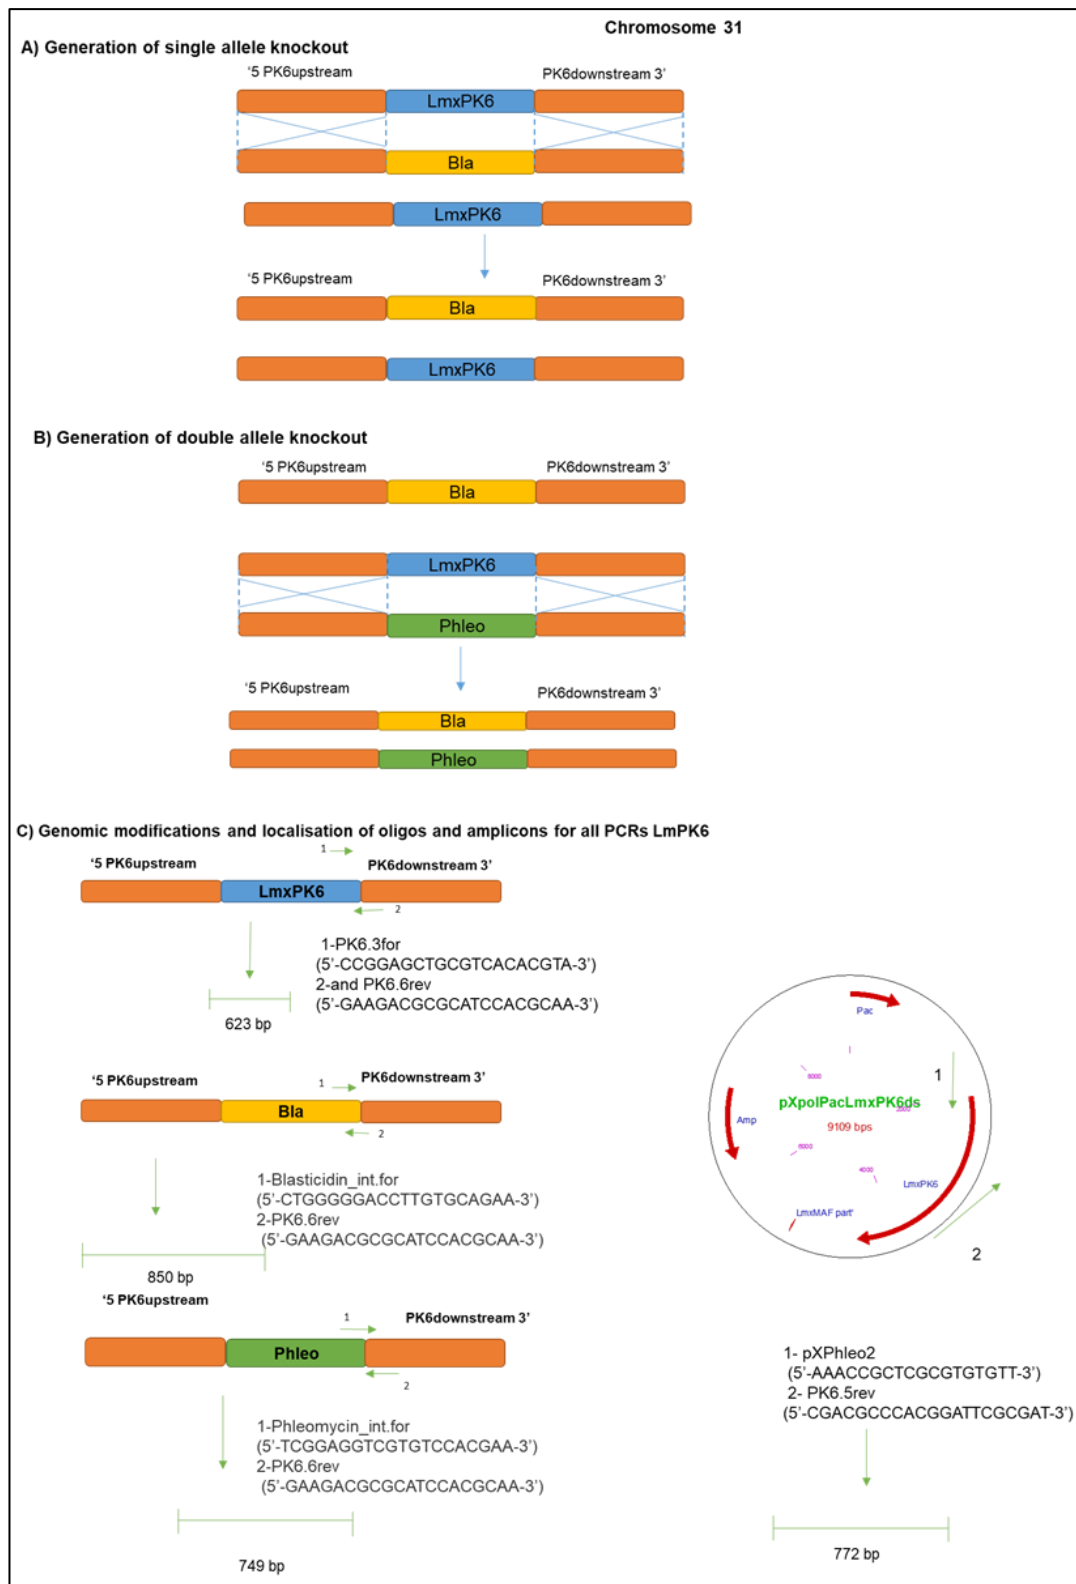 Chromosome 31
A) Generation of single allele knockout
‘5 PK6upstream PK6downstream 3’
LmxPK6
Bla
LmxPK6
‘5 PK6upstream PK6downstream 3’
Bla
LmxPK6
B) Generation of double allele knockout
‘5 PK6upstream PK6downstream 3’
Bla
LmxPK6
Phleo
‘5 PK6upstream PK6downstream 3’
Bla
Phleo
C) Genomic modifications and localisation of oligos and amplicons for all PCRs LmPK6
1
‘5 PK6upstream PK6downstream 3’
LmxPK6
2
1-PK6.3for
(5’-CCGGAGCTGCGTCACACGTA-3’)
2-and PK6.6rev
(5’-GAAGACGCGCATCCACGCAA-3’)
623 bp
‘5 PK6upstream PK6downstream 3’
1
Bla
2
1-Blasticidin_int.for
(5’-CTGGGGGACCTTGTGCAGAA-3’)
2-PK6.6rev
(5’-GAAGACGCGCATCCACGCAA-3’)
850 bp
‘5 PK6upstream
1
PK6downstream 3’
Phleo
2
1-Phleomycin_int.for
(5’-TCGGAGGTCGTGTCCACGAA-3’)
2-PK6.6rev
(5’-GAAGACGCGCATCCACGCAA-3’)
749 bp
Pac
8000
1
pXpolPacLmxPK6ds
2000
9109 bps
Amp
6000
4000
LmxPK6
LmxMAF part'
2
1- pXPhleo2
(5’-AAACCGCTCGCGTGTGTT-3’)
2- PK6.5rev
(5’-CGACGCCCACGGATTCGCGAT-3’)
772 bp